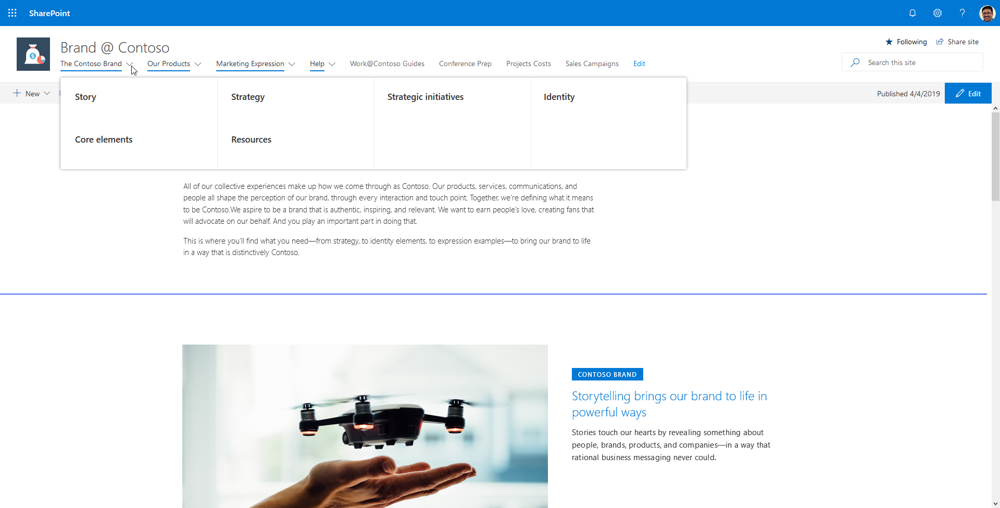 SharePoint
Brand @ Contoso
Following
Share site
The Contoso Brand
Our Products
Marketing Expression
Help
Work@Contoso Guides
Conference Prep
Projects Costs
Sales Campaigns
Edit
Search this site
New
Published 4/4/2019
Edit
Story
Strategy
Strategic initiatives
Identity
Core elements
Resources
All of our collective experiences make up how we come through as Contoso. Our products, services, communications, and
people all shape the perception of our brand, through every interaction and touch point. Together, we’re defining what it means
to be Contoso.We aspire to be a brand that is authentic, inspiring, and relevant. We want to earn people’s love, creating fans that
will advocate on our behalf. And you play an important part in doing that.
This is where you’ll find what you need—from strategy, to identity elements, to expression examples—to bring our brand to life
in a way that is distinctively Contoso.
CONTOSO BRAND
Storytelling brings our brand to life in
powerful ways
Stories touch our hearts by revealing something about
people, brands, products, and companies—in a way that
rational business messaging never could.